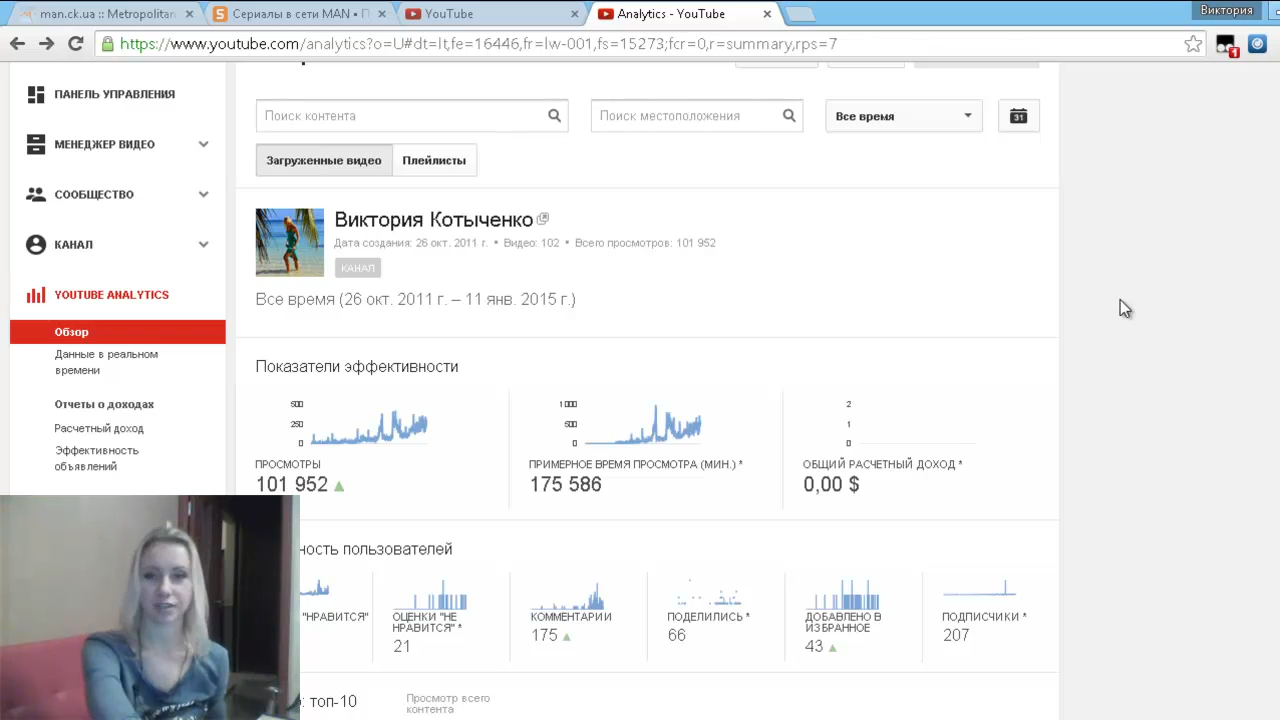 man.ck.ua :: Metropolitan
Сериалы в сети MAN • П
YouTube
Analytics - YouTube
Виктория
https://www.youtube.com/analytics?o=U#dt=lt,fe=16446,fr=lw-001,fs=15273;fcr=0,r=summary,rps=7
1
ПАНЕЛЬ УПРАВЛЕНИЯ
МЕНЕДЖЕР ВИДЕО
СООБЩЕСТВО
КАНАЛ
YOUTUBE ANALYTICS
Обзор
Данные в реальном
времени
Отчеты о доходах
Расчетный доход
Эффективность
объявлений
Поиск контента
Поиск местоположения
Все время
31
Загруженные видео
Плейлисты
Виктория Котыченко
Дата создания: 26 окт. 2011 г. • Видео: 102 • Всего просмотров: 101 952
КАНАЛ
Все время (26 окт. 2011 г. – 11 янв. 2015 г.)
Показатели эффективности
500
250
0
ПРОСМОТРЫ
101 952
1 000
500
0
ПРИМЕРНОЕ ВРЕМЯ ПРОСМОТРА (МИН.) *
175 586
2
1
0
ОБЩИЙ РАСЧЕТНЫЙ ДОХОД *
0,00 $
ность пользователей
"НРАВИТСЯ"
ОЦЕНКИ "НЕ
НРАВИТСЯ" *
21
КОММЕНТАРИИ
175
ПОДЕЛИЛИСЬ *
66
ДОБАВЛЕНО В
ИЗБРАННОЕ
43
ПОДПИСЧИКИ *
207
: топ-10
Просмотр всего
контента